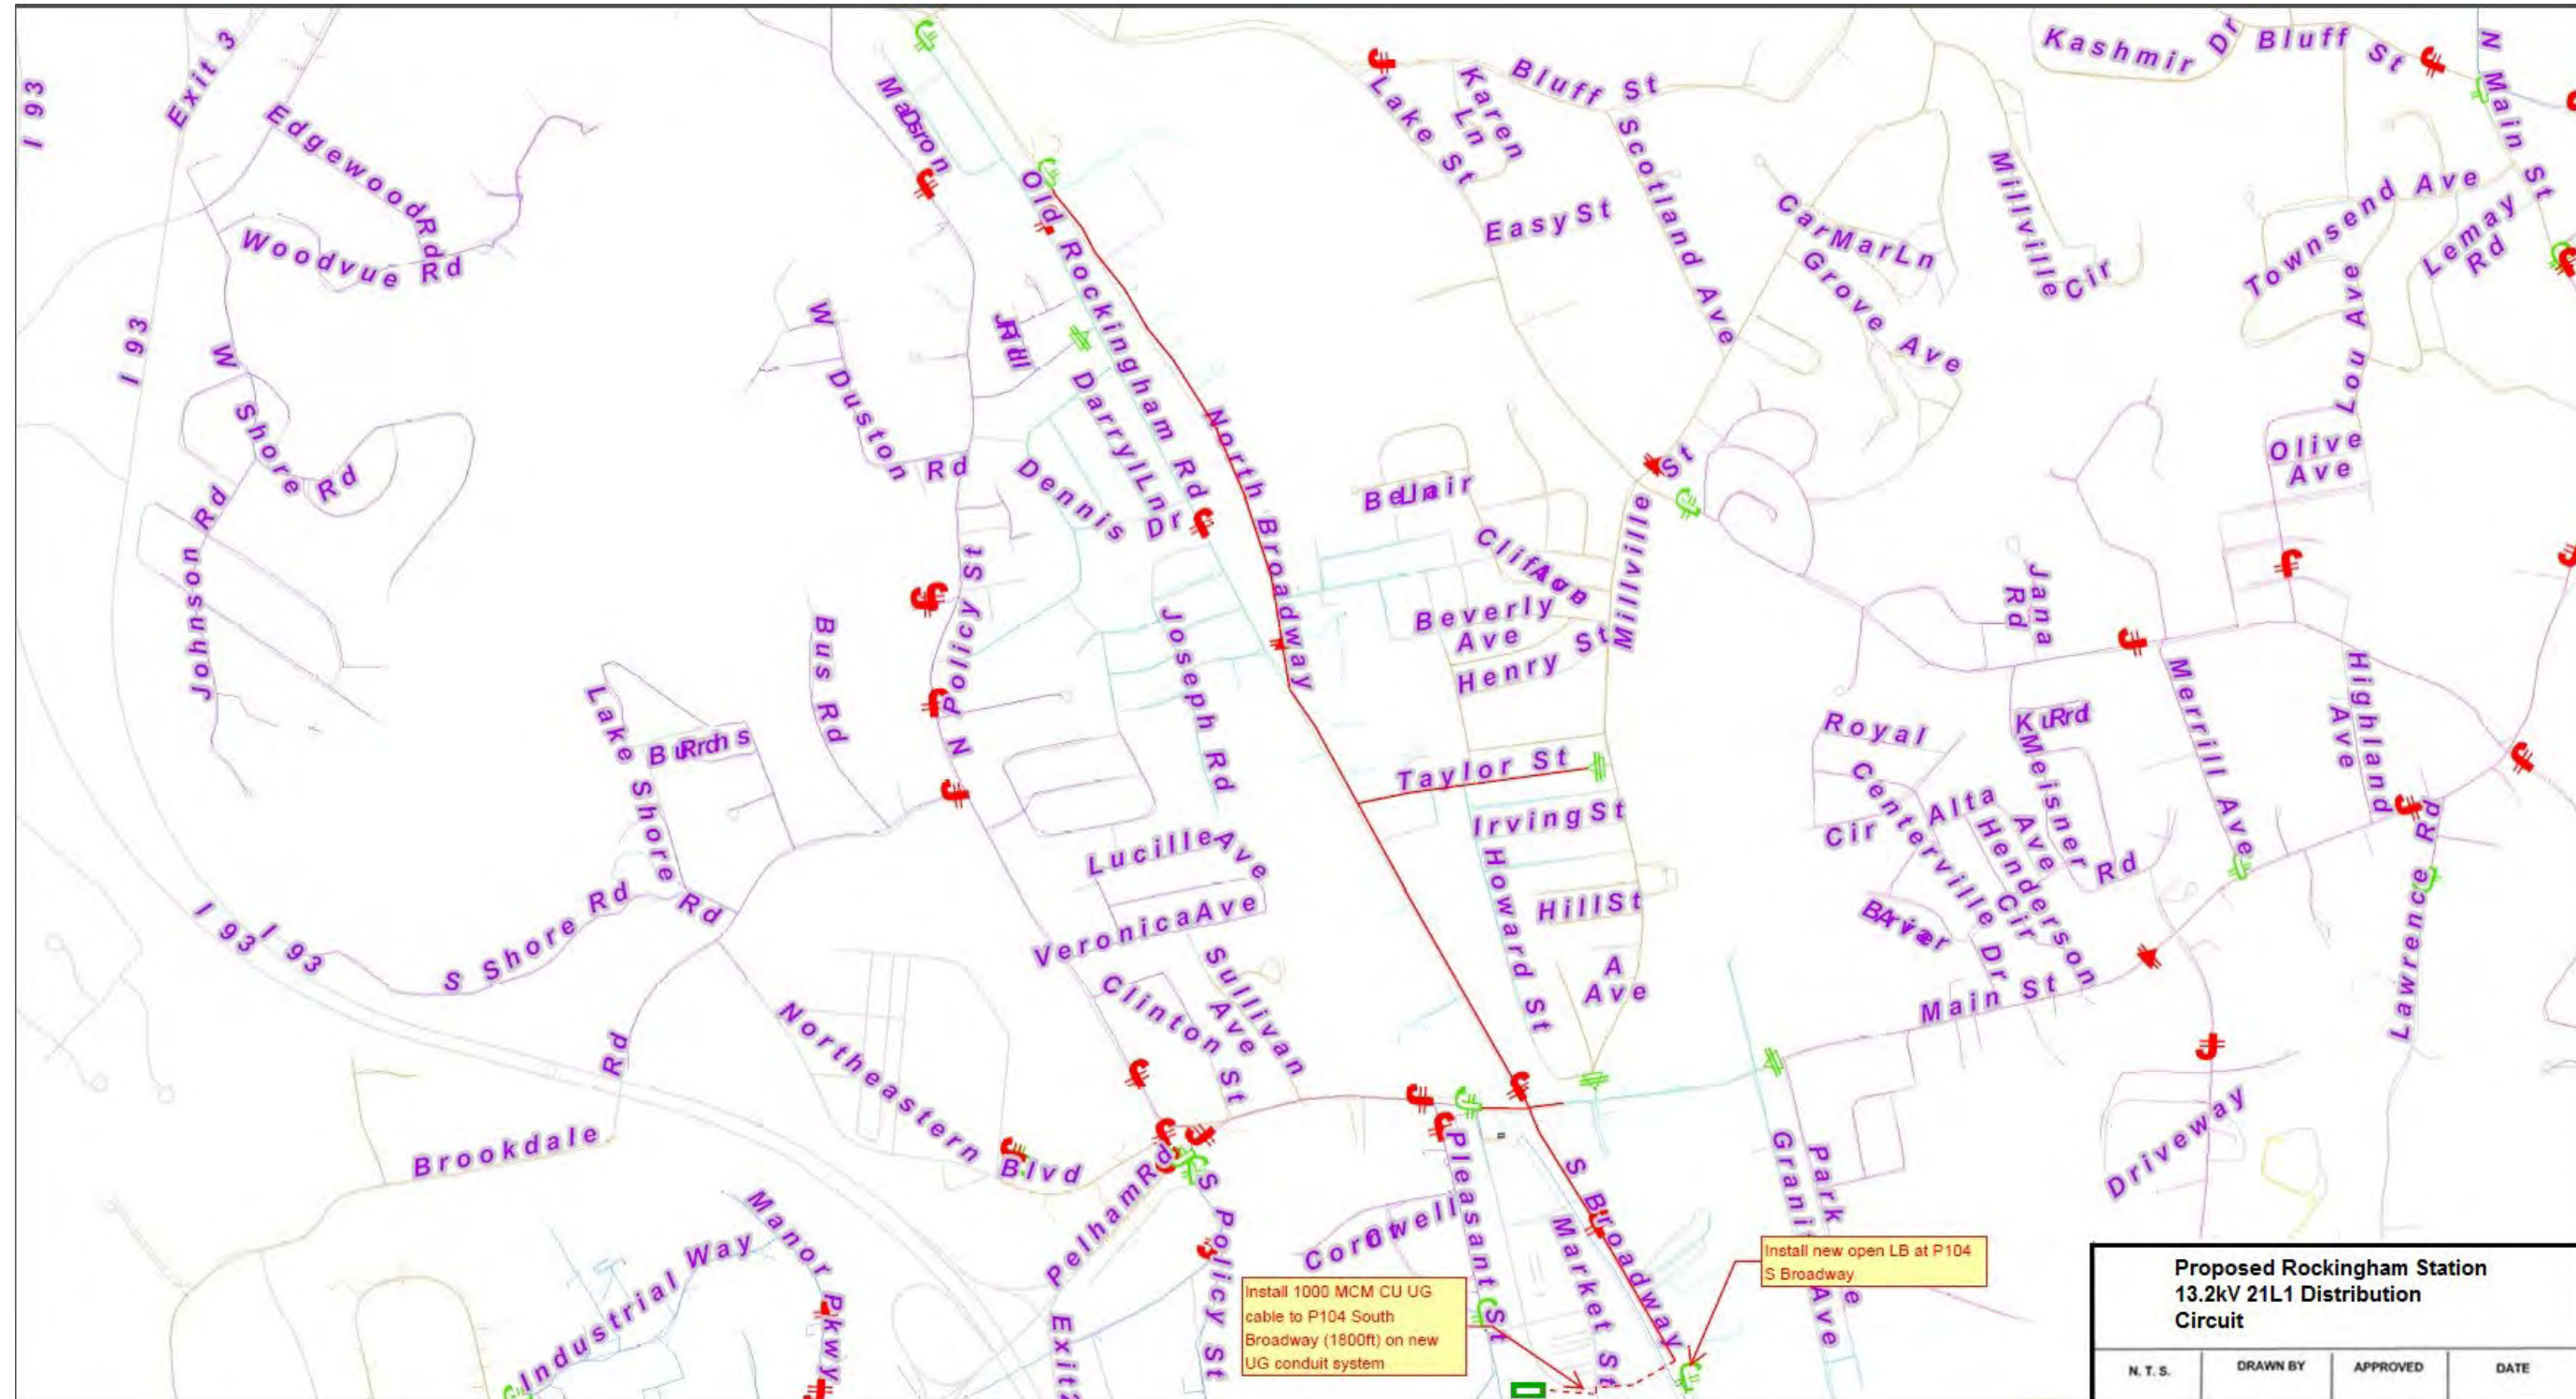 I 93
Exit 3
Edgewood Rd
Woodvue Rd
I 93
W Shore Rd
Johnson Rd
W Duston Rd
Old Rockingham Rd
Darryl Ln
Dennis Dr
North Broadway
N Policy St
Bus Rd
Joseph Rd
Lake Shore Rd
S Shore Rd
I 93
I 93
Rd
Brookdale
Northeastern Blvd
Lucille Ave
Veronica Ave
Sullivan Ave
Clinton St
Pelham Rd
S Policy St
Manor Pkwy
Industrial Way
Lake St
Karen Ln
Bluff St
Scotland Ave
Easy St
CarMar Ln
Grove Ave
Millville Cir
Kashmir Dr
Bluff St
N Main St
Townsend Ave
Lemay Rd
Lou Ave
Olive Ave
Millville St
Beverly Ave
Henry St
Taylor St
Irving St
Howard St
Hill St
A Ave
Jana Rd
Royal Cir
Centerville Dr
Alta Ave
Henderson Cir
Meisner Rd
Merrill Ave
Highland Ave
Lawrence Rd
Main St
Driveway
Park Ave
Pleasant St
Market St
S Broadway
Install new open LB at P104
S Broadway
Install 1000 MCM CU UG
cable to P104 South
Broadway (1800ft) on new
UG conduit system
Proposed Rockingham Station
13.2kV 21L1 Distribution
Circuit
N. T. S.
DRAWN BY
APPROVED
DATE